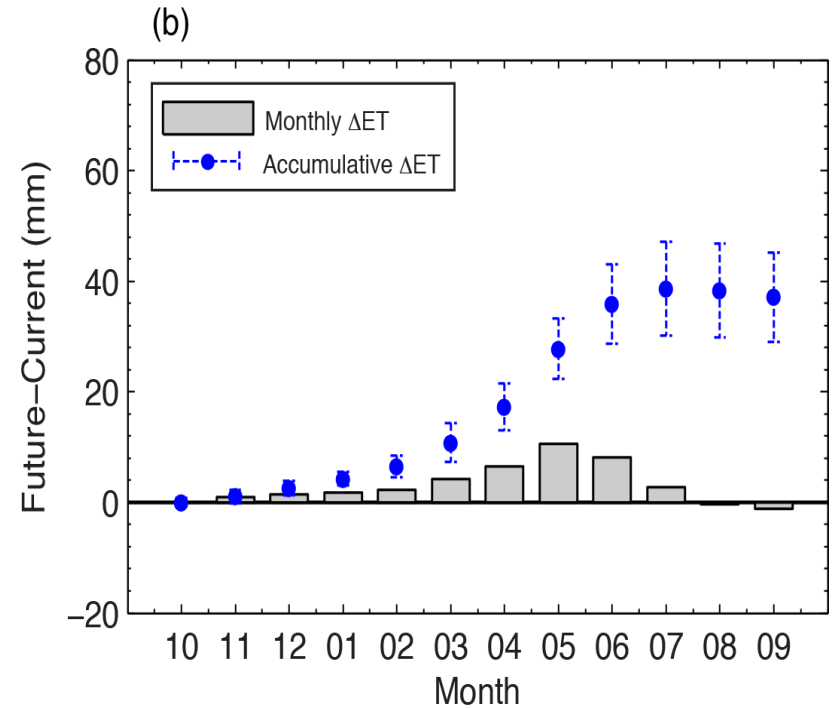 (b)
80
60
40
20
0
−20
Future−Current (mm)
Monthly ΔET
Accumulative ΔET
10 11 12 01 02 03 04 05 06 07 08 09
Month